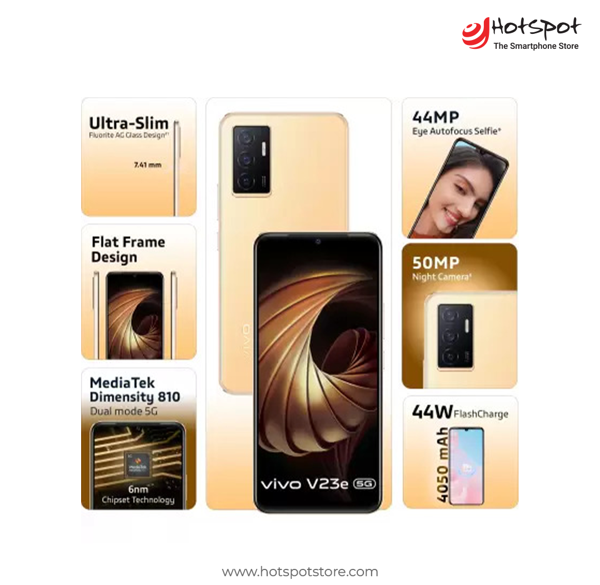 HOTSPOT
The Smartphone Store
Ultra-Slim
Fluorite AG Glass Design*¹
7.41 mm
Flat Frame
Design
MediaTek
Dimensity 810
Dual mode 5G
MEDIATEK
6nm
Chipset Technology
vivo
vivo V23e 5G
44MP
Eye Autofocus Selfie*
50MP
Night Camera*
44W FlashCharge
4050 mAh
www.hotspotstore.com